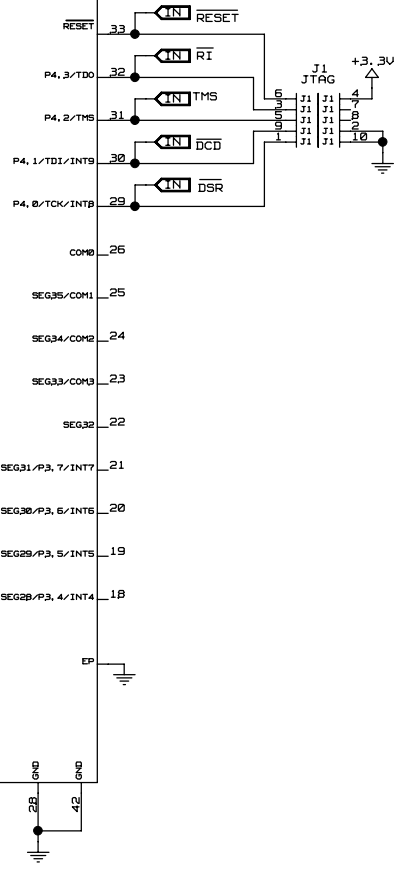 RESET 33 IN RESET
IN RI
P4.3/TDO 32
J1
JTAG
+3.3V
P4.2/TMS 31 IN TMS
6 J1 J1 4
3 J1 J1 7
5 J1 J1 8
9 J1 J1 2
1 J1 J1 10
IN DCD
P4.1/TDI/INT9 30
IN DSR
P4.0/TCK/INT8 29
COM0 26
SEG35/COM1 25
SEG34/COM2 24
SEG33/COM3 23
SEG32 22
SEG31/P3.7/INT7 21
SEG30/P3.6/INT6 20
SEG29/P3.5/INT5 19
SEG28/P3.4/INT4 18
EP
GND GND
28 42